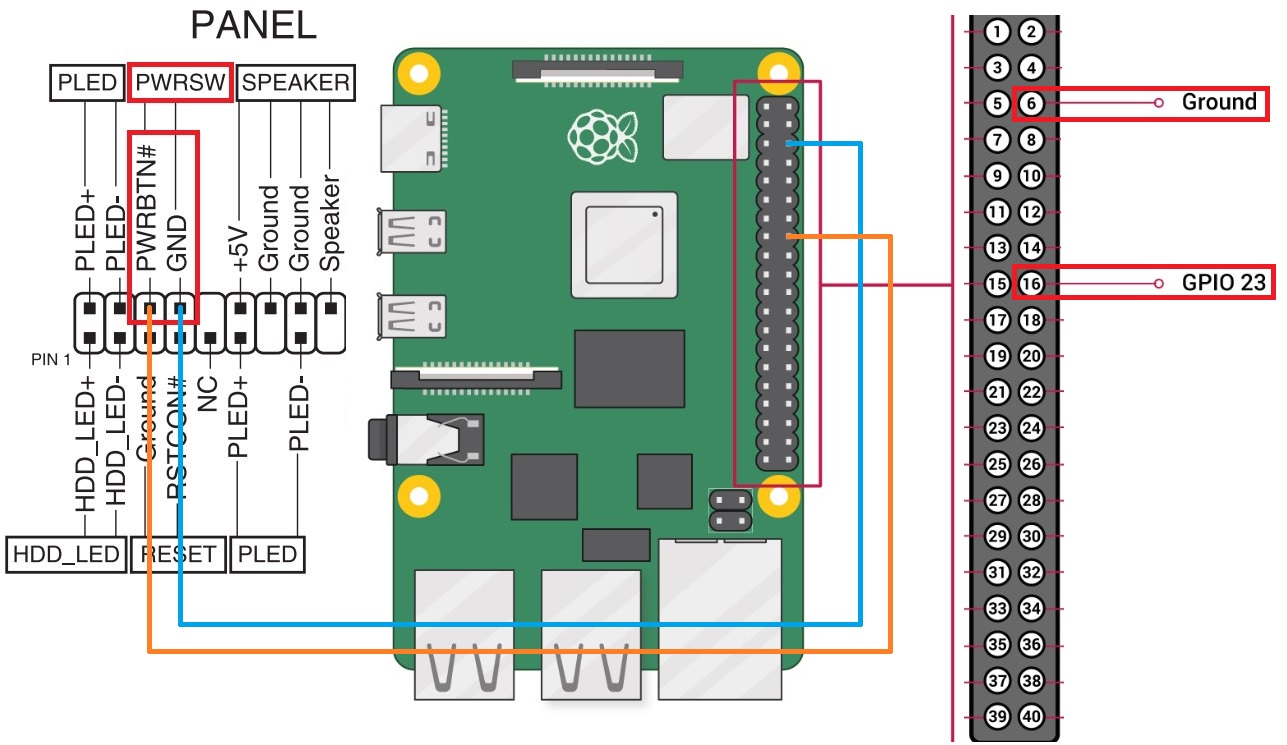 PANEL
PLED PWRSW SPEAKER
PLED+
PLED-
PWRBTN#
GND
+5V
Ground
Ground
Speaker
PIN 1
HDD_LED+
HDD_LED-
Ground
RSTCON#
NC
PLED+
PLED-
HDD_LED RESET PLED
1 2
3 4
5 6 Ground
7 8
9 10
11 12
13 14
15 16 GPIO 23
17 18
19 20
21 22
23 24
25 26
27 28
29 30
31 32
33 34
35 36
37 38
39 40